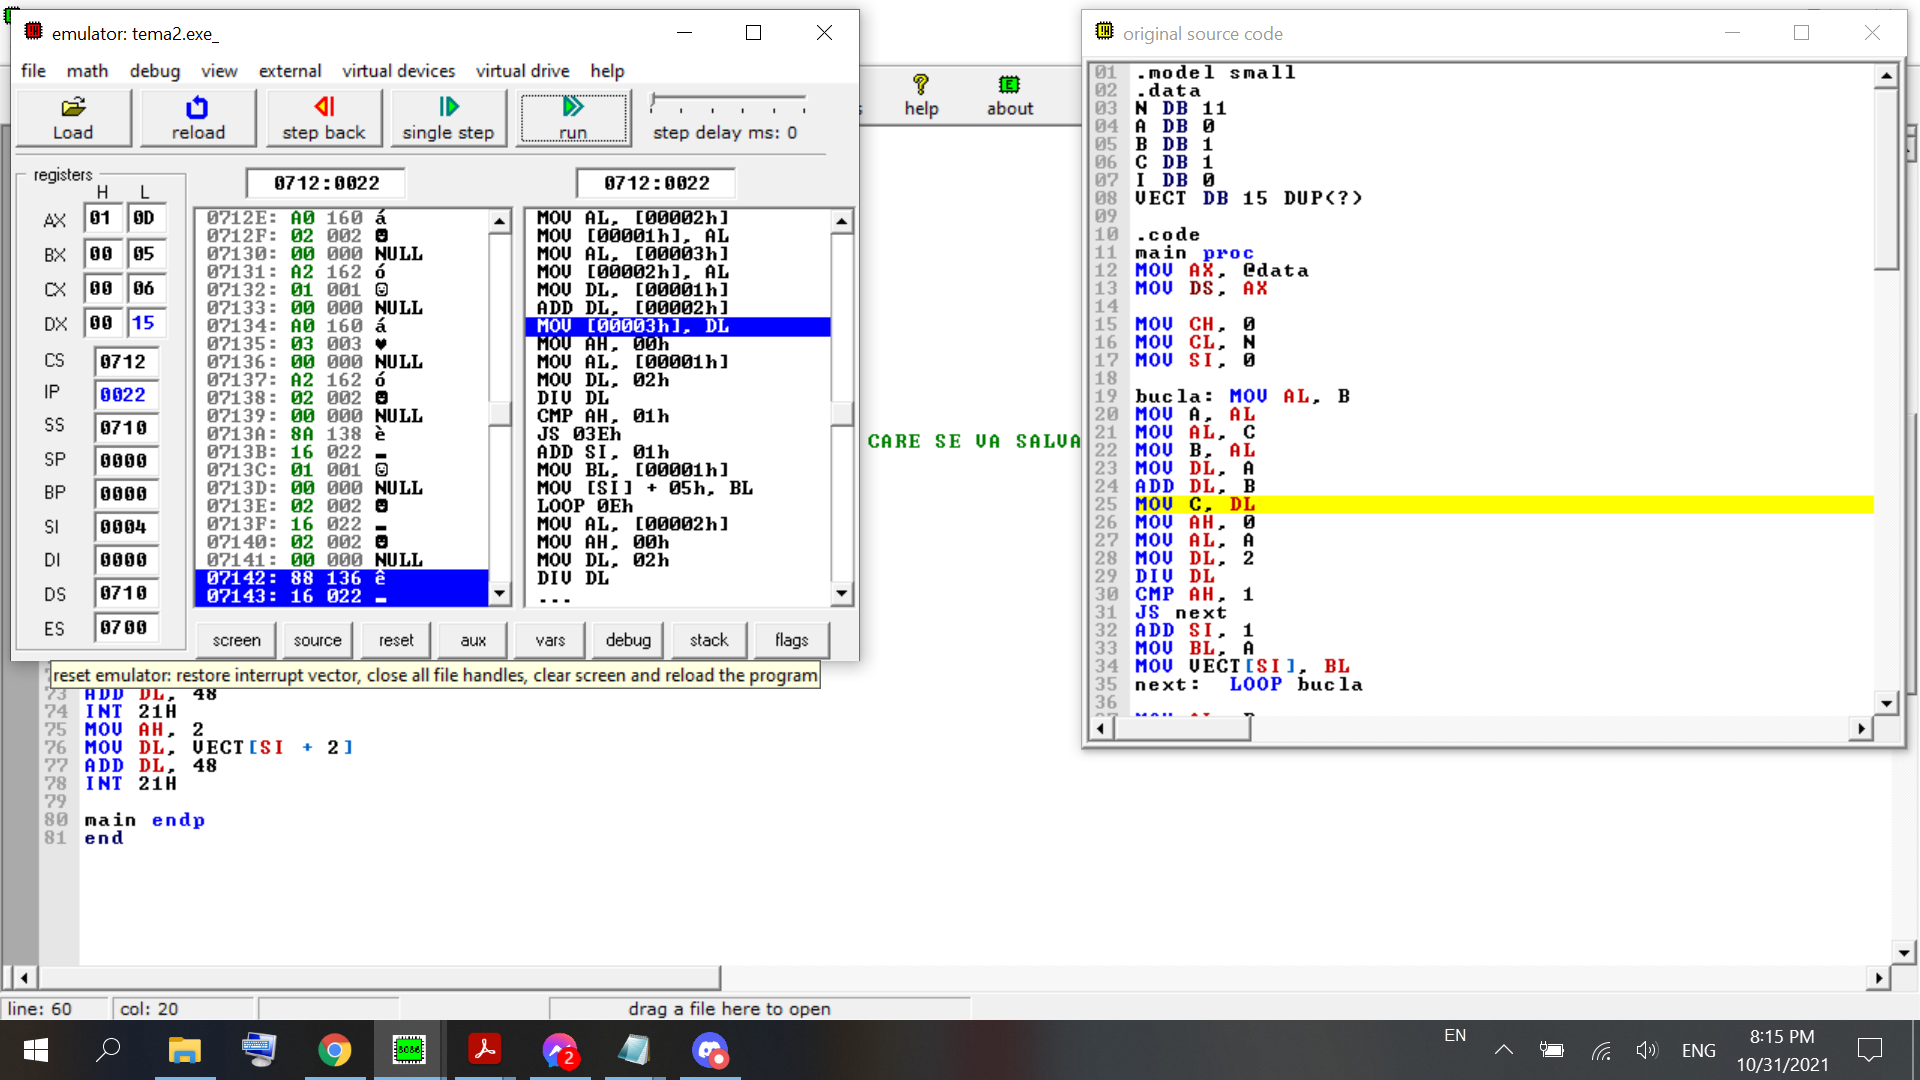 emulator: tema2.exe_
file math debug view external virtual devices virtual drive help
Load reload step back single step run step delay ms: 0
registers
H L
AX 01 0D
BX 00 05
CX 00 06
DX 00 15
CS 0712
IP 0022
SS 0710
SP 0000
BP 0000
SI 0004
DI 0000
DS 0710
ES 0700
0712:0022
0712E: A0 160 á
0712F: 02 002 ☻
07130: 00 000 NULL
07131: A2 162 ó
07132: 01 001 ☺
07133: 00 000 NULL
07134: A0 160 á
07135: 03 003 ♥
07136: 00 000 NULL
07137: A2 162 ó
07138: 02 002 ☻
07139: 00 000 NULL
0713A: 8A 138 è
0713B: 16 022 ▬
0713C: 01 001 ☺
0713D: 00 000 NULL
0713E: 02 002 ☻
0713F: 16 022 ▬
07140: 02 002 ☻
07141: 00 000 NULL
07142: 88 136 ê
07143: 16 022 ▬
0712:0022
MOV AL, [00002h]
MOV [00001h], AL
MOV AL, [00003h]
MOV [00002h], AL
MOV DL, [00001h]
ADD DL, [00002h]
MOV [00003h], DL
MOV AH, 00h
MOV AL, [00001h]
MOV DL, 02h
DIV DL
CMP AH, 01h
JS 03Eh
ADD SI, 01h
MOV BL, [00001h]
MOV [SI] + 05h, BL
LOOP 0Eh
MOV AL, [00002h]
MOV AH, 00h
MOV DL, 02h
DIV DL
...
screen source reset aux vars debug stack flags
reset emulator: restore interrupt vector, close all file handles, clear screen and reload the program
help about
CARE SE VA SALVA
original source code
01 .model small
02 .data
03 N DB 11
04 A DB 0
05 B DB 1
06 C DB 1
07 I DB 0
08 VECT DB 15 DUP(?)
09
10 .code
11 main proc
12 MOV AX, @data
13 MOV DS, AX
14
15 MOV CH, 0
16 MOV CL, N
17 MOV SI, 0
18
19 bucla: MOV AL, B
20 MOV A, AL
21 MOV AL, C
22 MOV B, AL
23 MOV DL, A
24 ADD DL, B
25 MOV C, DL
26 MOV AH, 0
27 MOV AL, A
28 MOV DL, 2
29 DIV DL
30 CMP AH, 1
31 JS next
32 ADD SI, 1
33 MOV BL, A
34 MOV VECT[SI], BL
35 next: LOOP bucla
36
73 ADD DL, 48
74 INT 21H
75 MOV AH, 2
76 MOV DL, VECT[SI + 2]
77 ADD DL, 48
78 INT 21H
79
80 main endp
81 end
line: 60 col: 20 drag a file here to open
8086 2 EN ENG 8:15 PM
10/31/2021